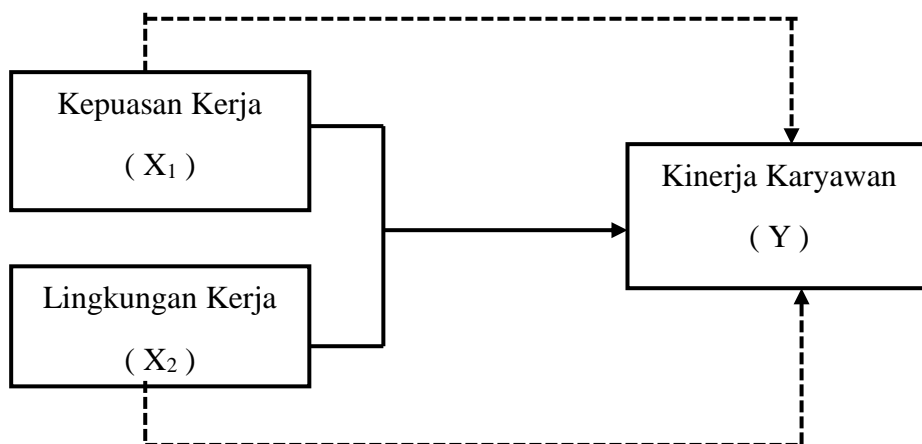 Kepuasan Kerja
( X₁ )
Kinerja Karyawan
( Y )
Lingkungan Kerja
( X₂ )